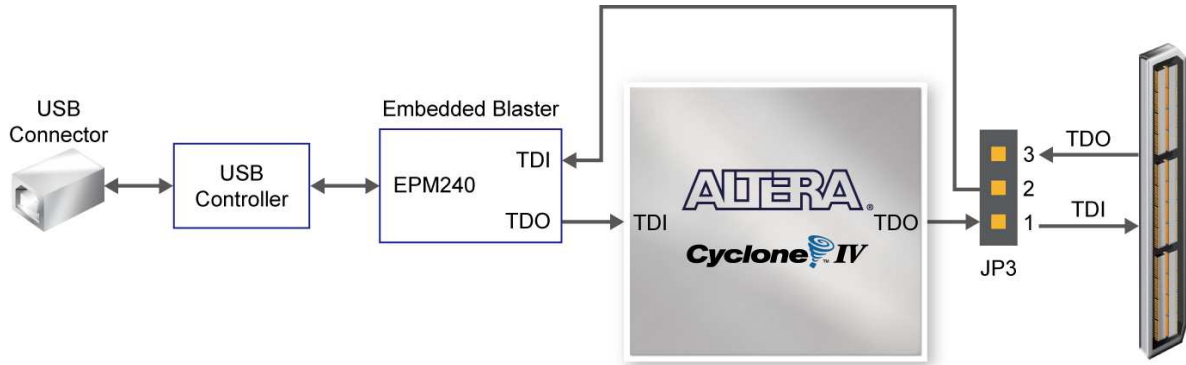 USB
Connector
USB
Controller
Embedded Blaster
TDI
EPM240
TDO
TDI
ALTERA®
Cyclone™ IV
TDO
3
2
1
JP3
TDO
TDI